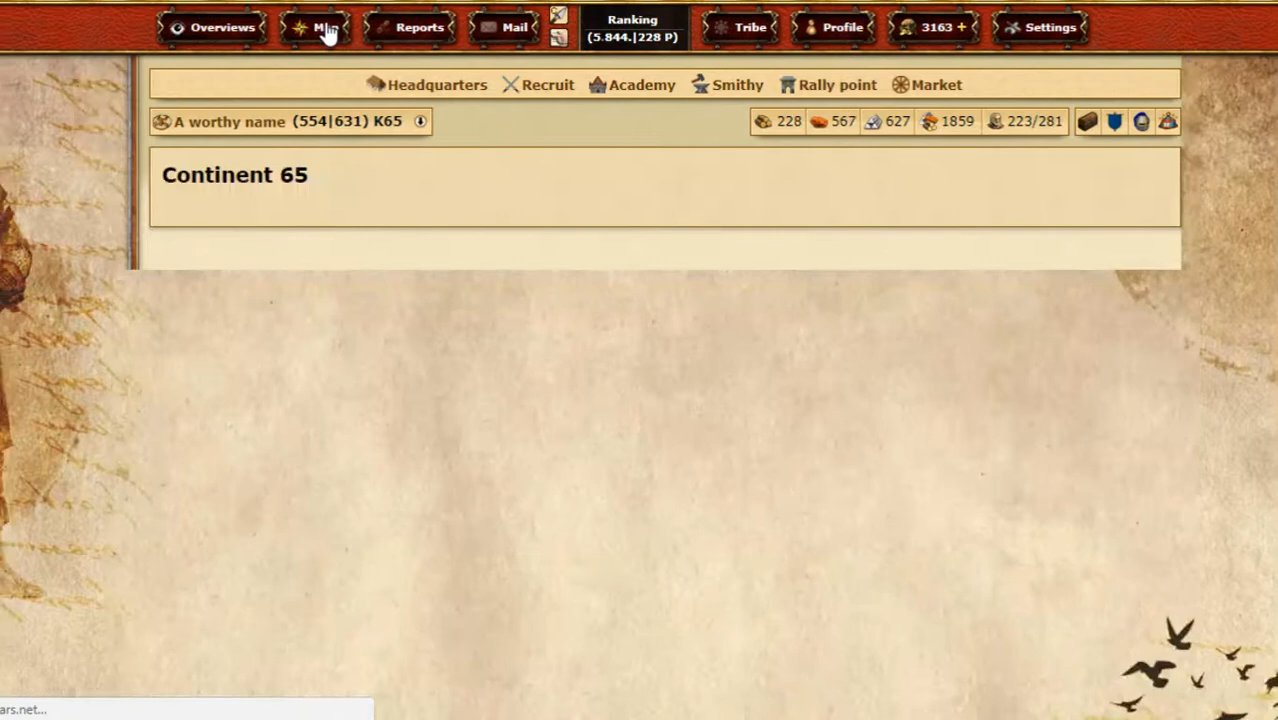 Overviews
Reports
Mail
Ranking
(5.844.|228 P)
Tribe
Profile
3163 +
Settings
Headquarters
Recruit
Academy
Smithy
Rally point
Market
A worthy name (554|631) K65
228
567
627
1859
223/281
Continent 65
ars.net...